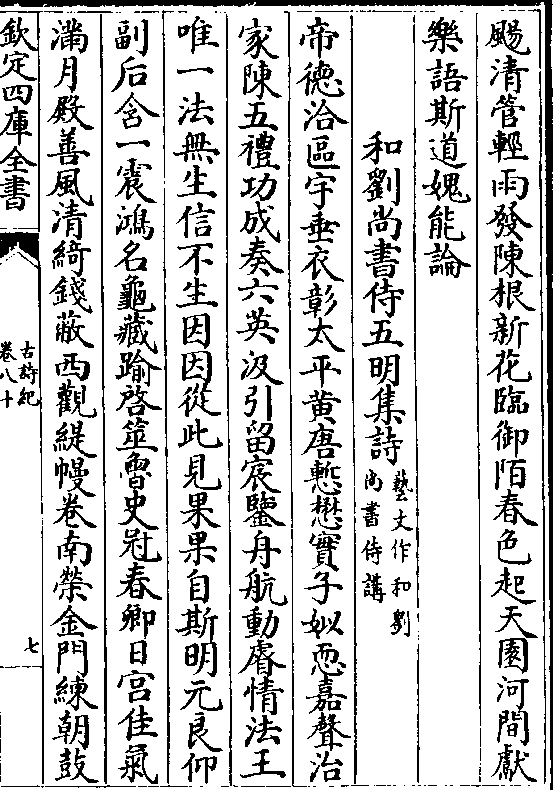 颺清管輕雨發陳根新花臨御陌春色起天園河間獻
樂語斯道媿能論
和劉尚書侍五明集詩藝文作和劉尚書侍講
帝德洽區宇垂衣彰太平黄唐慙懋實子姒恧嘉聲治
家陳五禮功成奏六英汲引留宸鑒舟航動睿情法王
唯一法無生信不生因因從此見果果自斯明元良仰
副后含一震鴻名龜藏踰啓筮魯史冠春卿日宮佳氣
滿月殿善風清綺錢蔽西觀緹幔卷南榮金門練朝鼓
欽定四庫全書
古詩紀
卷八十
七